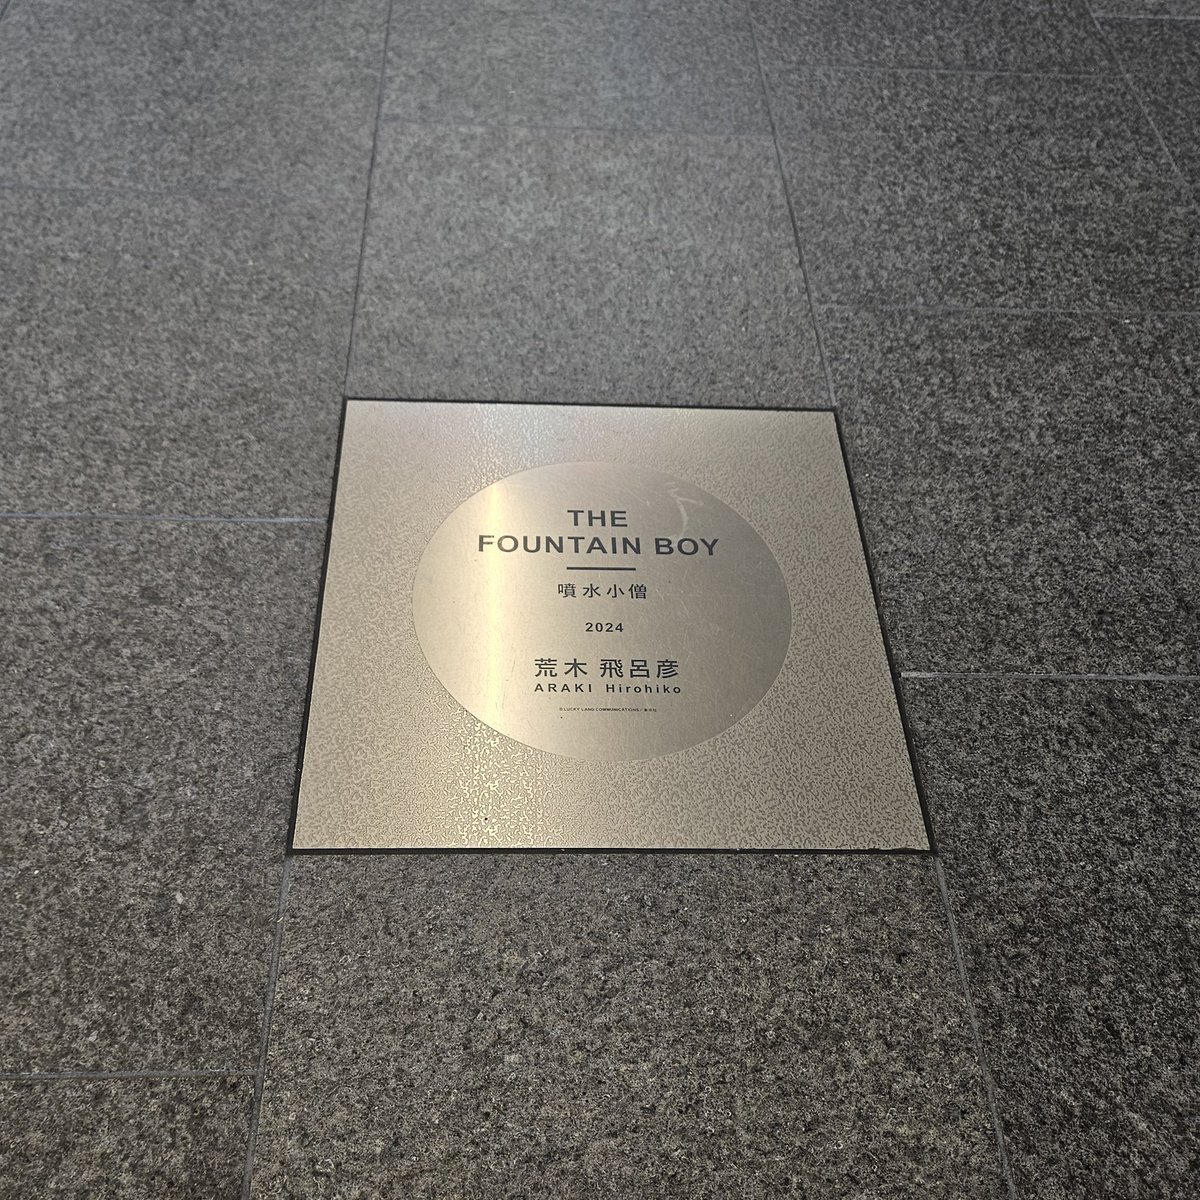 THE
FOUNTAIN BOY
噴水小僧
2024
荒木 飛呂彦
ARAKI Hirohiko
©LUCKY LAND COMMUNICATIONS／集英社